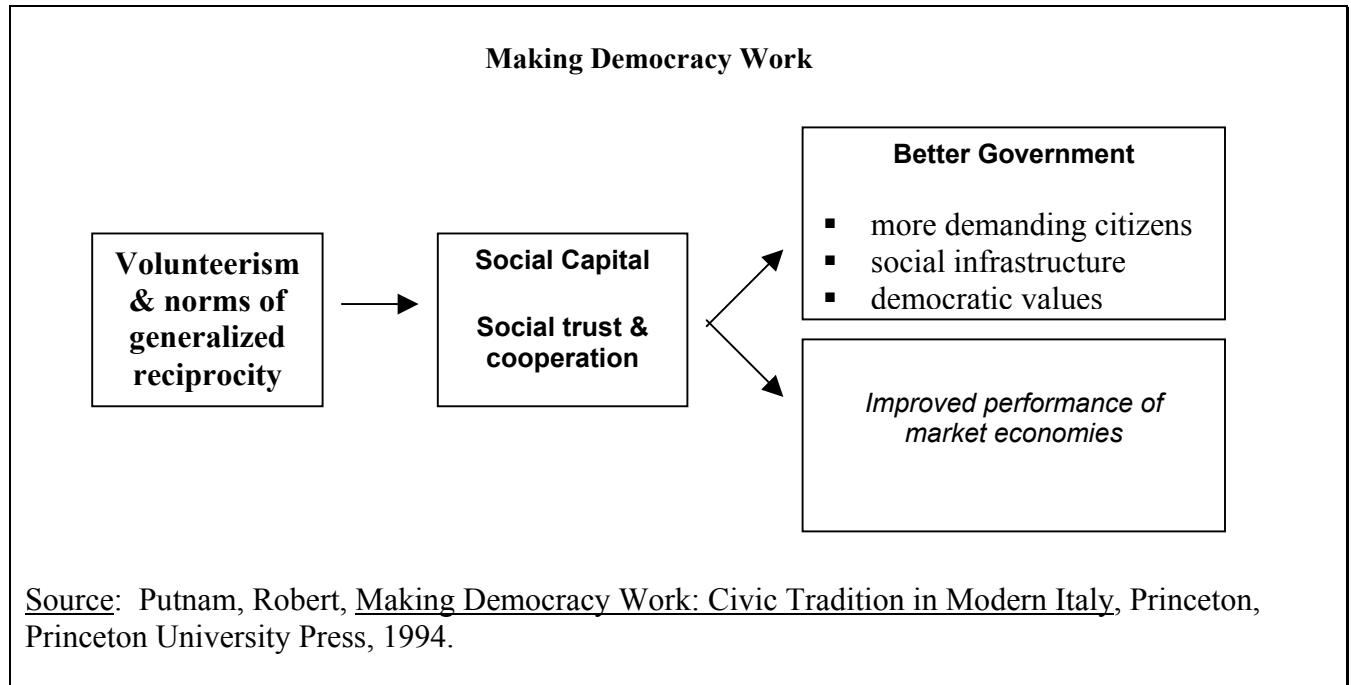 Making Democracy Work
Volunteerism
& norms of
generalized
reciprocity
Social Capital
Social trust &
cooperation
Better Government
▪ more demanding citizens
▪ social infrastructure
▪ democratic values
Improved performance of
market economies
Source: Putnam, Robert, Making Democracy Work: Civic Tradition in Modern Italy, Princeton,
Princeton University Press, 1994.